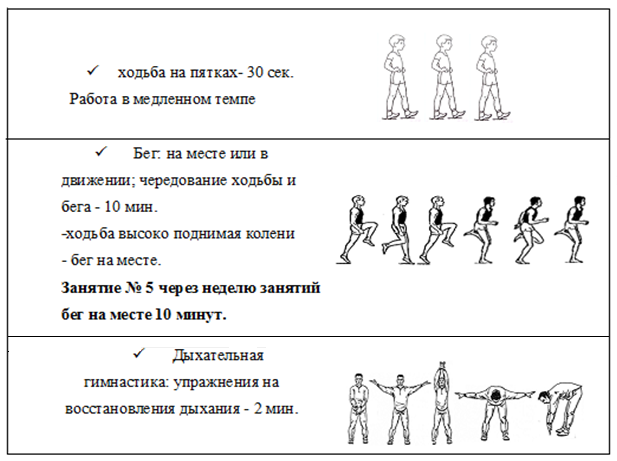 ✓ ходьба на пятках- 30 сек.
Работа в медленном темпе
✓ Бег: на месте или в
движении; чередование ходьбы и
бега - 10 мин.
-ходьба высоко поднимая колени
- бег на месте.
Занятие № 5 через неделю занятий
бег на месте 10 минут.
✓ Дыхательная
гимнастика: упражнения на
восстановления дыхания - 2 мин.